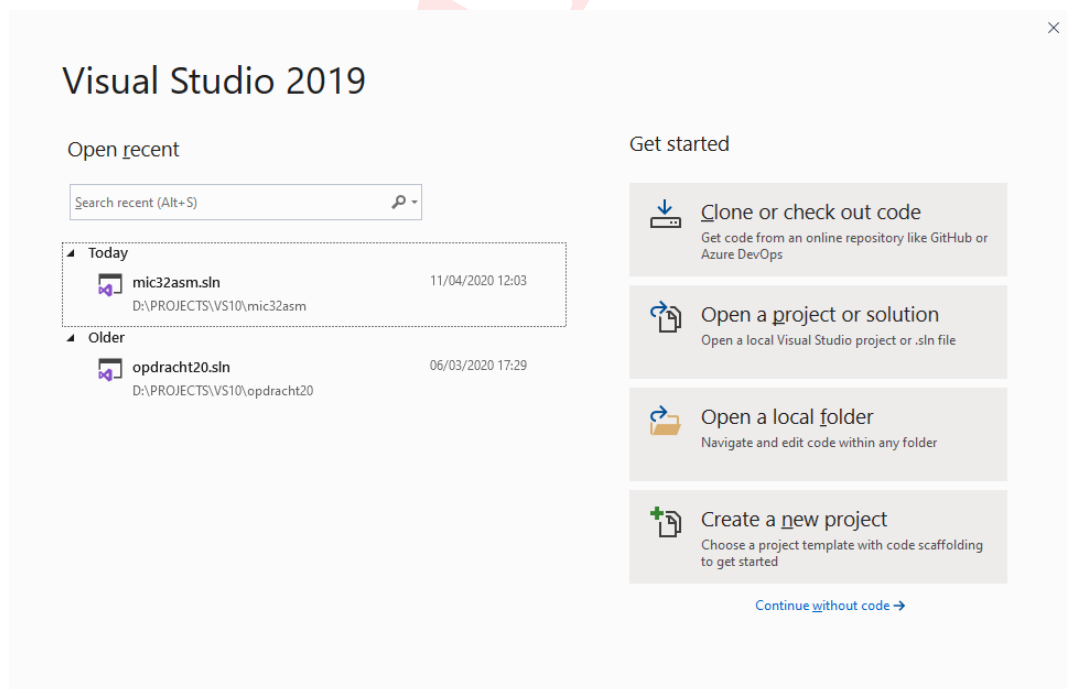 Visual Studio 2019
Open recent
Search recent (Alt+S)
Today
mic32asm.sln
11/04/2020 12:03
D:\PROJECTS\VS10\mic32asm
Older
opdracht20.sln
06/03/2020 17:29
D:\PROJECTS\VS10\opdracht20
Get started
Clone or check out code
Get code from an online repository like GitHub or
Azure DevOps
Open a project or solution
Open a local Visual Studio project or .sln file
Open a local folder
Navigate and edit code within any folder
Create a new project
Choose a project template with code scaffolding
to get started
Continue without code →